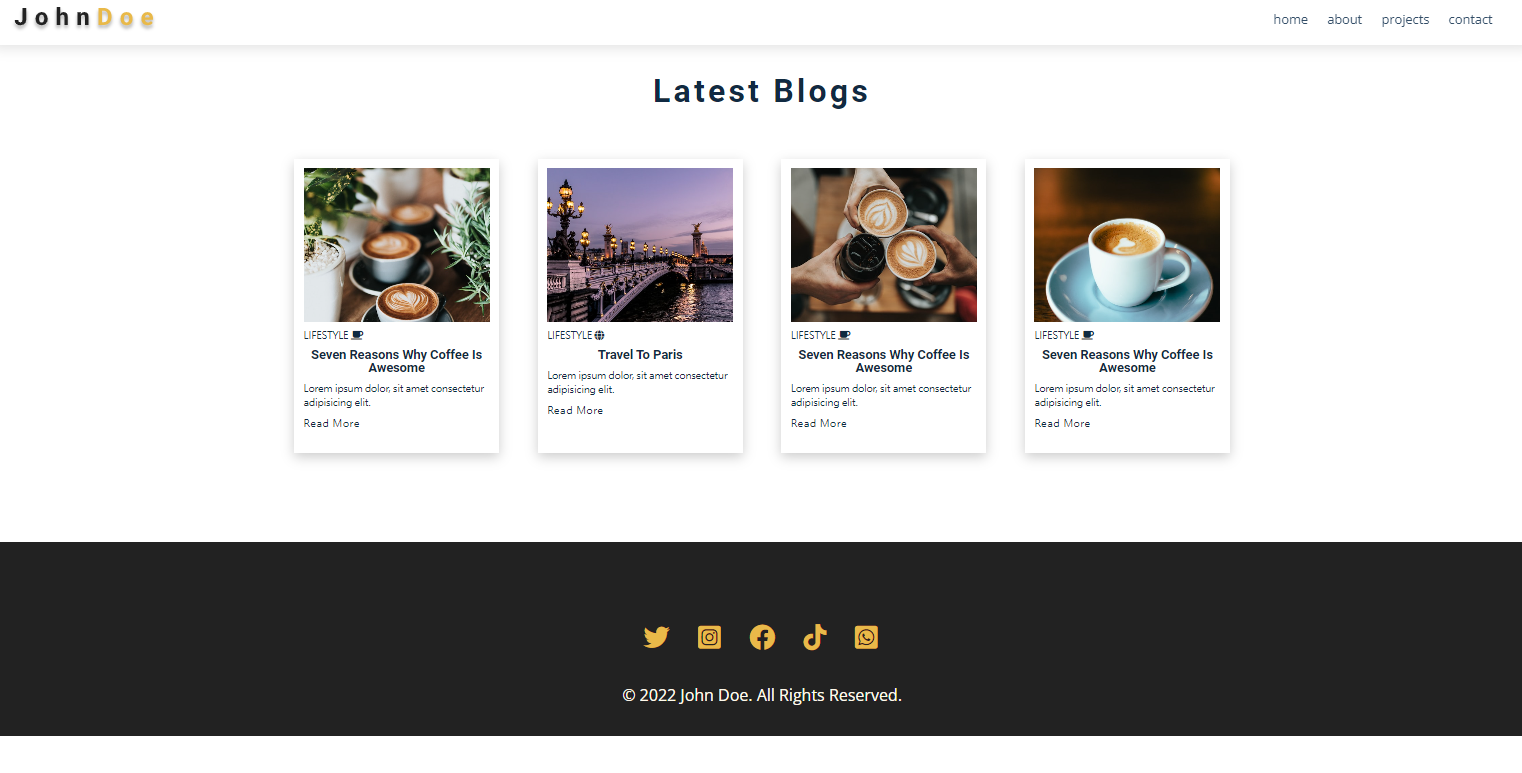 JohnDoe
home about projects contact
Latest Blogs
LIFESTYLE
Seven Reasons Why Coffee Is
Awesome
Lorem ipsum dolor, sit amet consectetur
adipisicing elit.
Read More
LIFESTYLE
Travel To Paris
Lorem ipsum dolor, sit amet consectetur
adipisicing elit.
Read More
LIFESTYLE
Seven Reasons Why Coffee Is
Awesome
Lorem ipsum dolor, sit amet consectetur
adipisicing elit.
Read More
LIFESTYLE
Seven Reasons Why Coffee Is
Awesome
Lorem ipsum dolor, sit amet consectetur
adipisicing elit.
Read More
© 2022 John Doe. All Rights Reserved.